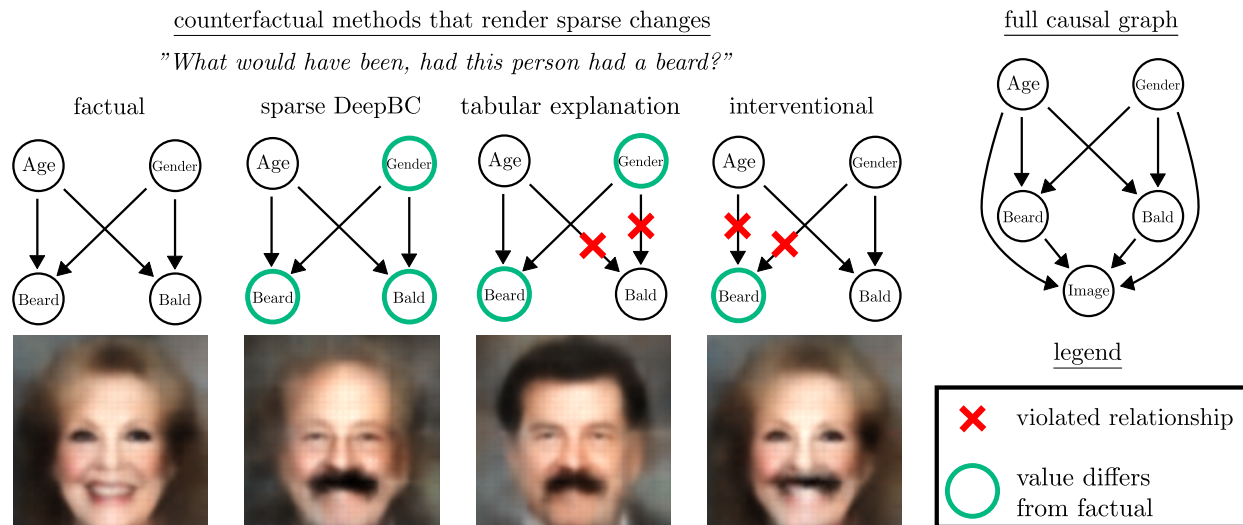 counterfactual methods that render sparse changes
"What would have been, had this person had a beard?"
factual
sparse DeepBC
tabular explanation
interventional
Age
Gender
Age
Gender
Age
Gender
Age
Gender
Beard
Bald
Beard
Bald
Beard
Bald
Beard
Bald
full causal graph
Age
Gender
Beard
Bald
Image
legend
violated relationship
value differs
from factual